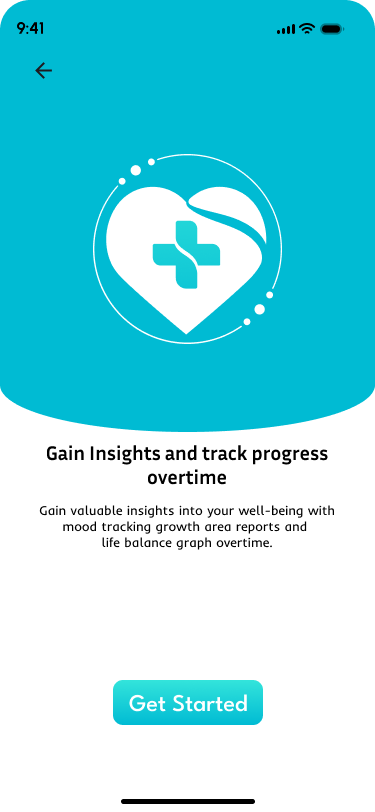 9:41
Gain Insights and track progress
overtime
Gain valuable insights into your well-being with
mood tracking growth area reports and
life balance graph overtime.
Get Started